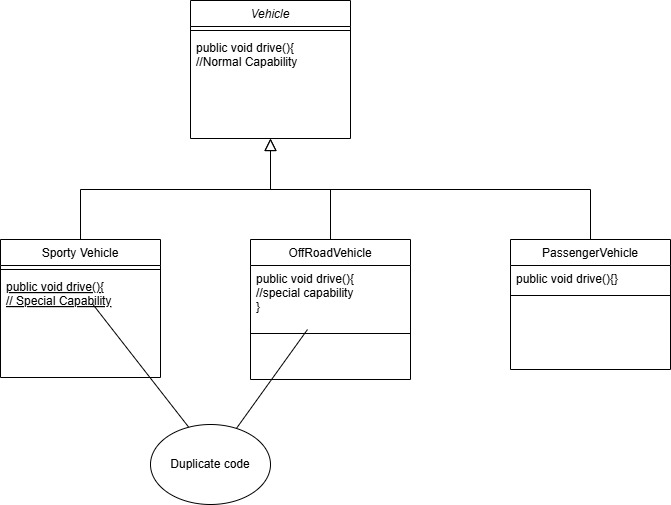 Vehicle
public void drive(){
//Normal Capability
Sporty Vehicle
public void drive(){
// Special Capability
OffRoadVehicle
public void drive(){
//special capability
}
PassengerVehicle
public void drive(){}
Duplicate code